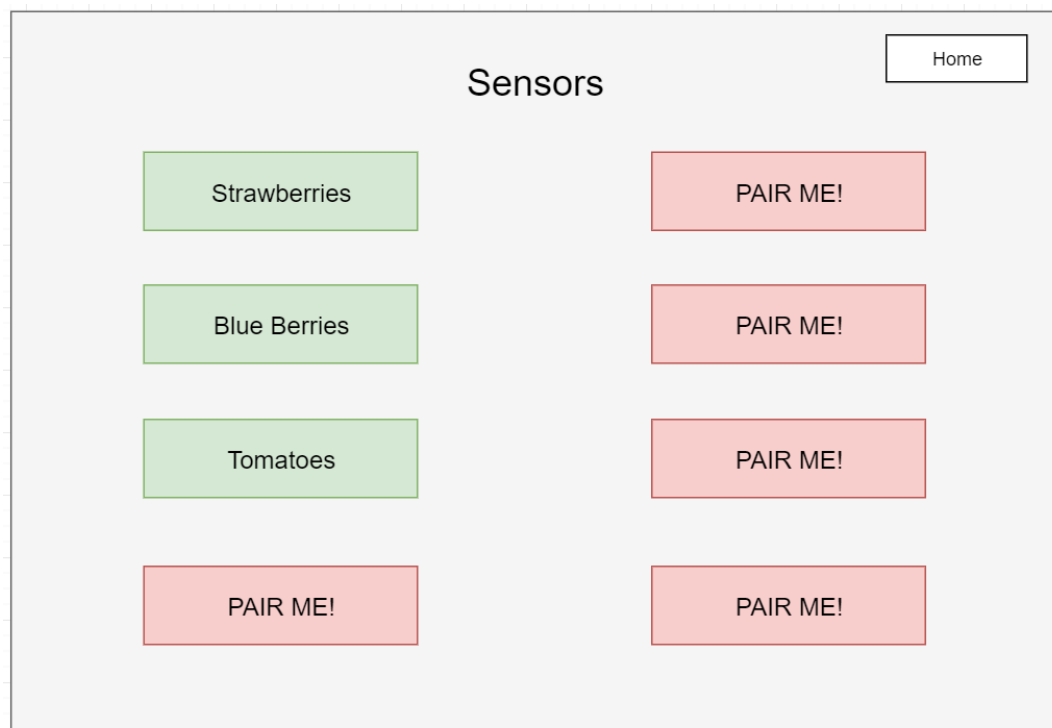 Home
Sensors
Strawberries
PAIR ME!
Blue Berries
PAIR ME!
Tomatoes
PAIR ME!
PAIR ME!
PAIR ME!